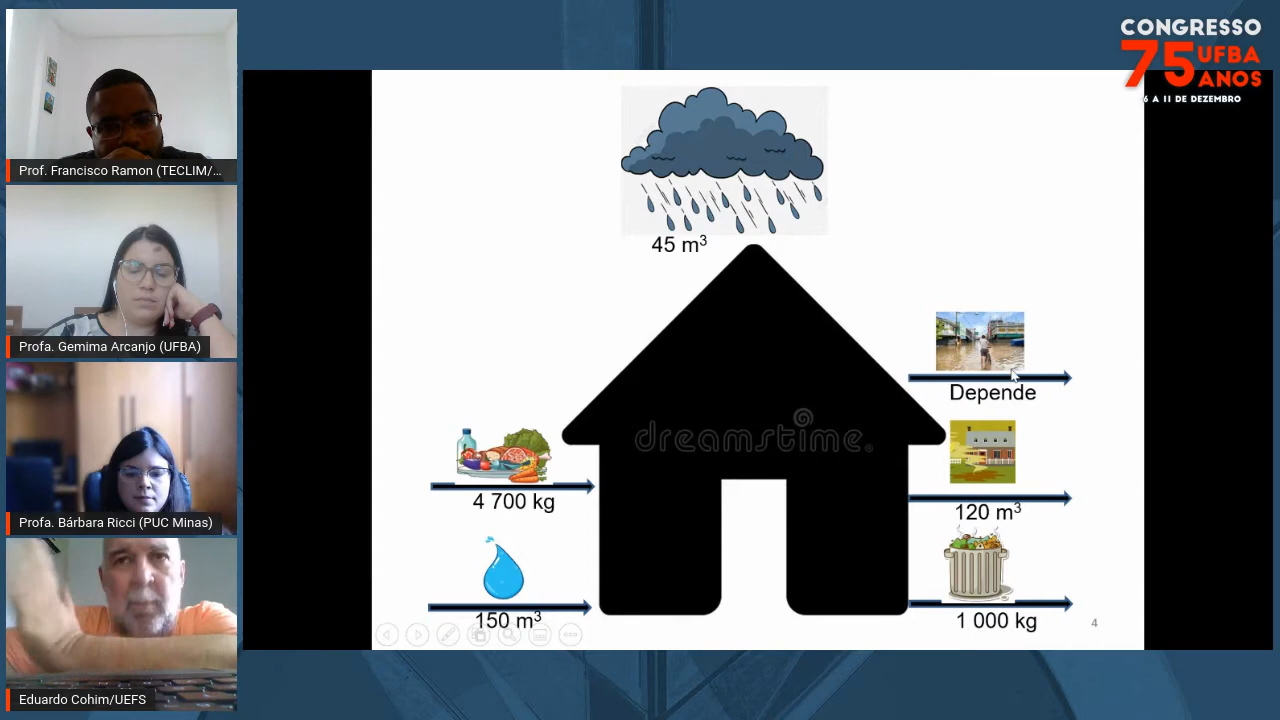 CONGRESSO
75 UFBA
ANOS
6 A 11 DE DEZEMBRO
Prof. Francisco Ramon (TECLIM/...
Profa. Gemima Arcanjo (UFBA)
Profa. Bárbara Ricci (PUC Minas)
Eduardo Cohim/UEFS
45 m³
Depende
dreamstime.
4 700 kg
120 m³
150 m³
1 000 kg
4